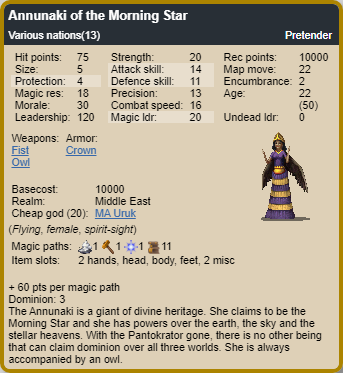 Annunaki of the Morning Star
Various nations(13) Pretender
Hit points: 75 Strength: 20 Rec points: 10000
Size: 5 Attack skill: 14 Map move: 22
Protection: 4 Defence skill: 11 Encumbrance: 2
Magic res: 18 Precision: 13 Age: 22
Morale: 30 Combat speed: 16 (50)
Leadership: 120 Magic ldr: 20 Undead ldr: 0
Weapons: Armor:
Fist Crown
Owl
Basecost: 10000
Realm: Middle East
Cheap god (20): MA Uruk
(Flying, female, spirit-sight)
Magic paths: 1 1 1 11
Item slots: 2 hands, head, body, feet, 2 misc
+ 60 pts per magic path
Dominion: 3
The Annunaki is a giant of divine heritage. She claims to be the
Morning Star and she has powers over the earth, the sky and the
stellar heavens. With the Pantokrator gone, there is no other being
that can claim dominion over all three worlds. She is always
accompanied by an owl.